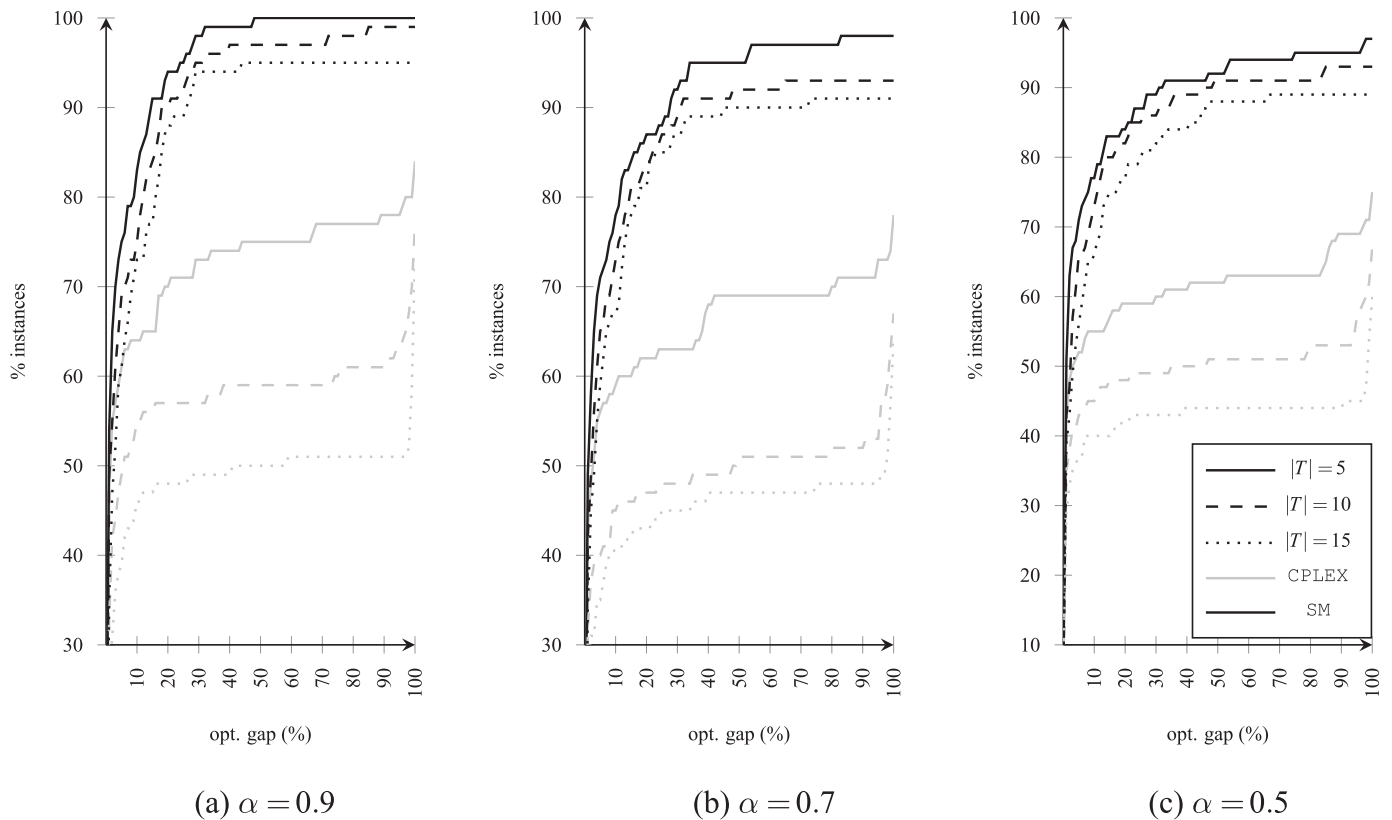 100
90
80
70
60
50
40
30
% instances
10 20 30 40 50 60 70 80 90 100
opt. gap (%)
(a) α = 0.9
100
90
80
70
60
50
40
30
% instances
10 20 30 40 50 60 70 80 90 100
opt. gap (%)
(b) α = 0.7
100
90
80
70
60
50
40
30
20
10
% instances
|T| = 5
|T| = 10
|T| = 15
CPLEX
SM
10 20 30 40 50 60 70 80 90 100
opt. gap (%)
(c) α = 0.5